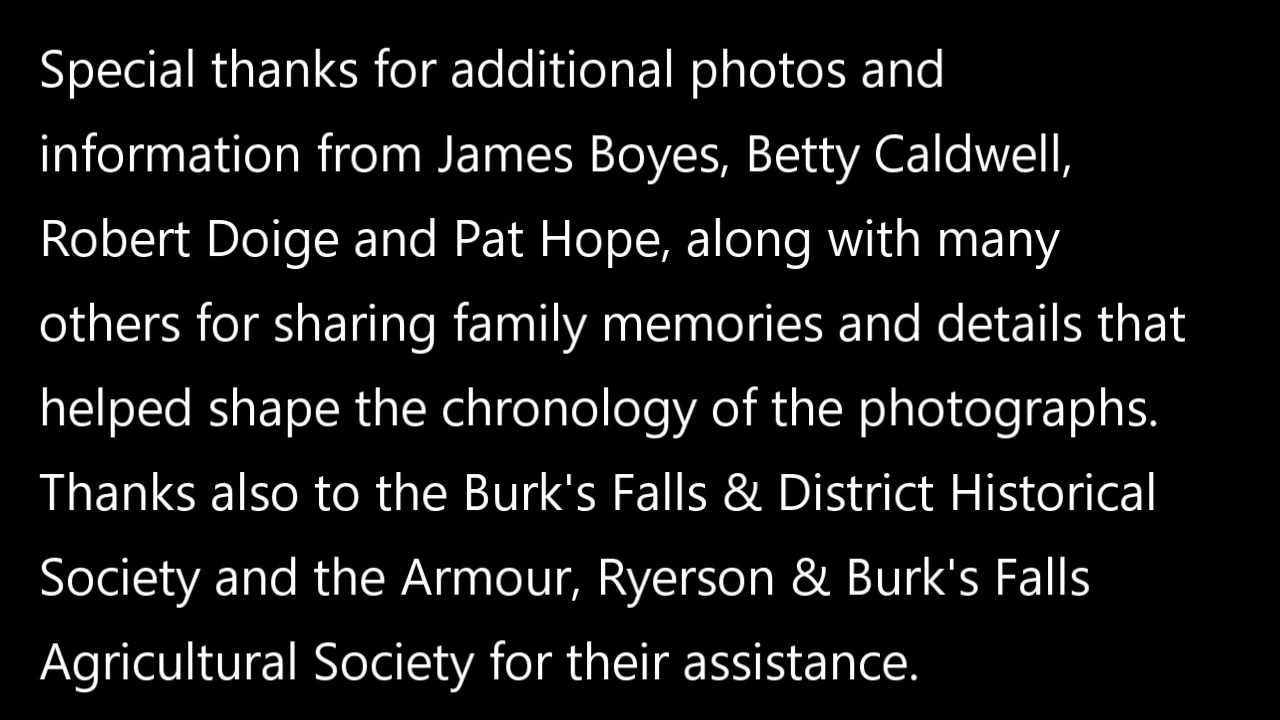 Special thanks for additional photos and
information from James Boyes, Betty Caldwell,
Robert Doige and Pat Hope, along with many
others for sharing family memories and details that
helped shape the chronology of the photographs.
Thanks also to the Burk's Falls & District Historical
Society and the Armour, Ryerson & Burk's Falls
Agricultural Society for their assistance.